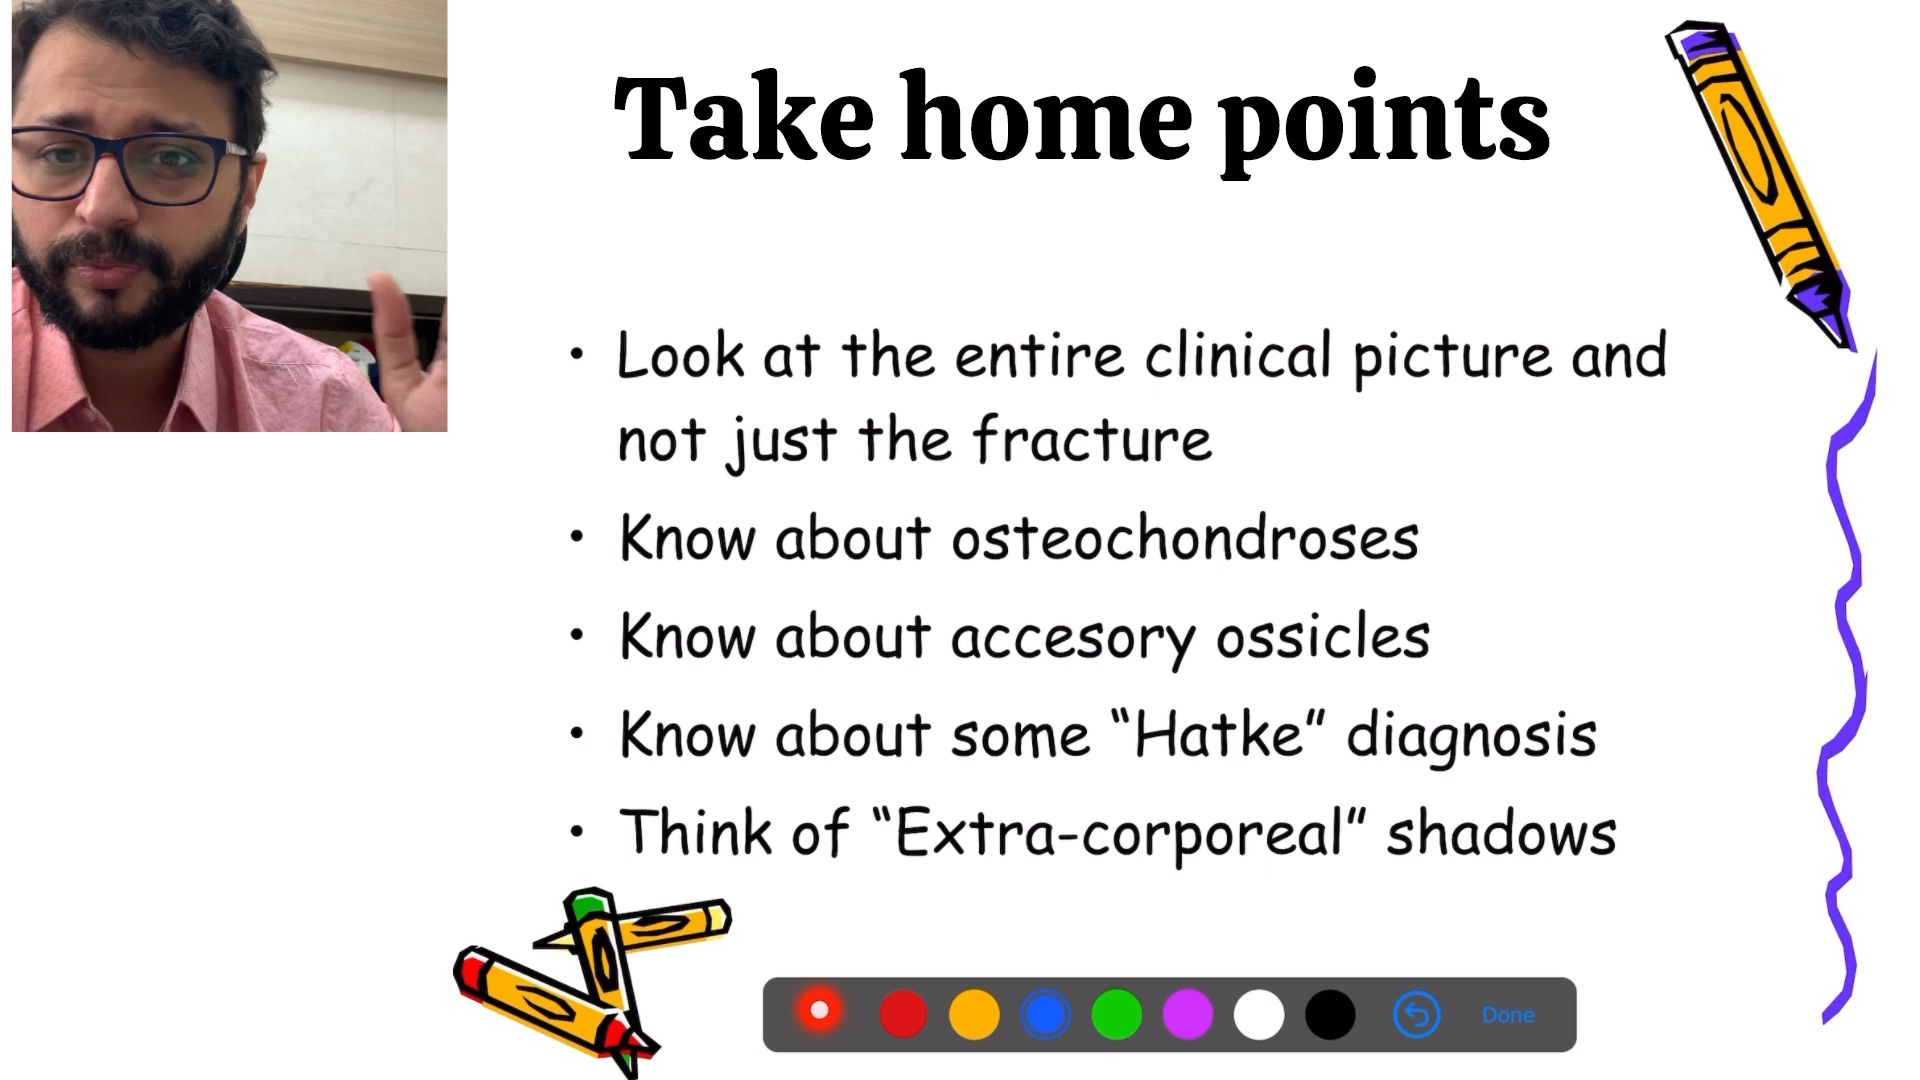 Take home points
• Look at the entire clinical picture and
not just the fracture
• Know about osteochondroses
• Know about accesory ossicles
• Know about some “Hatke” diagnosis
• Think of “Extra-corporeal” shadows
Done